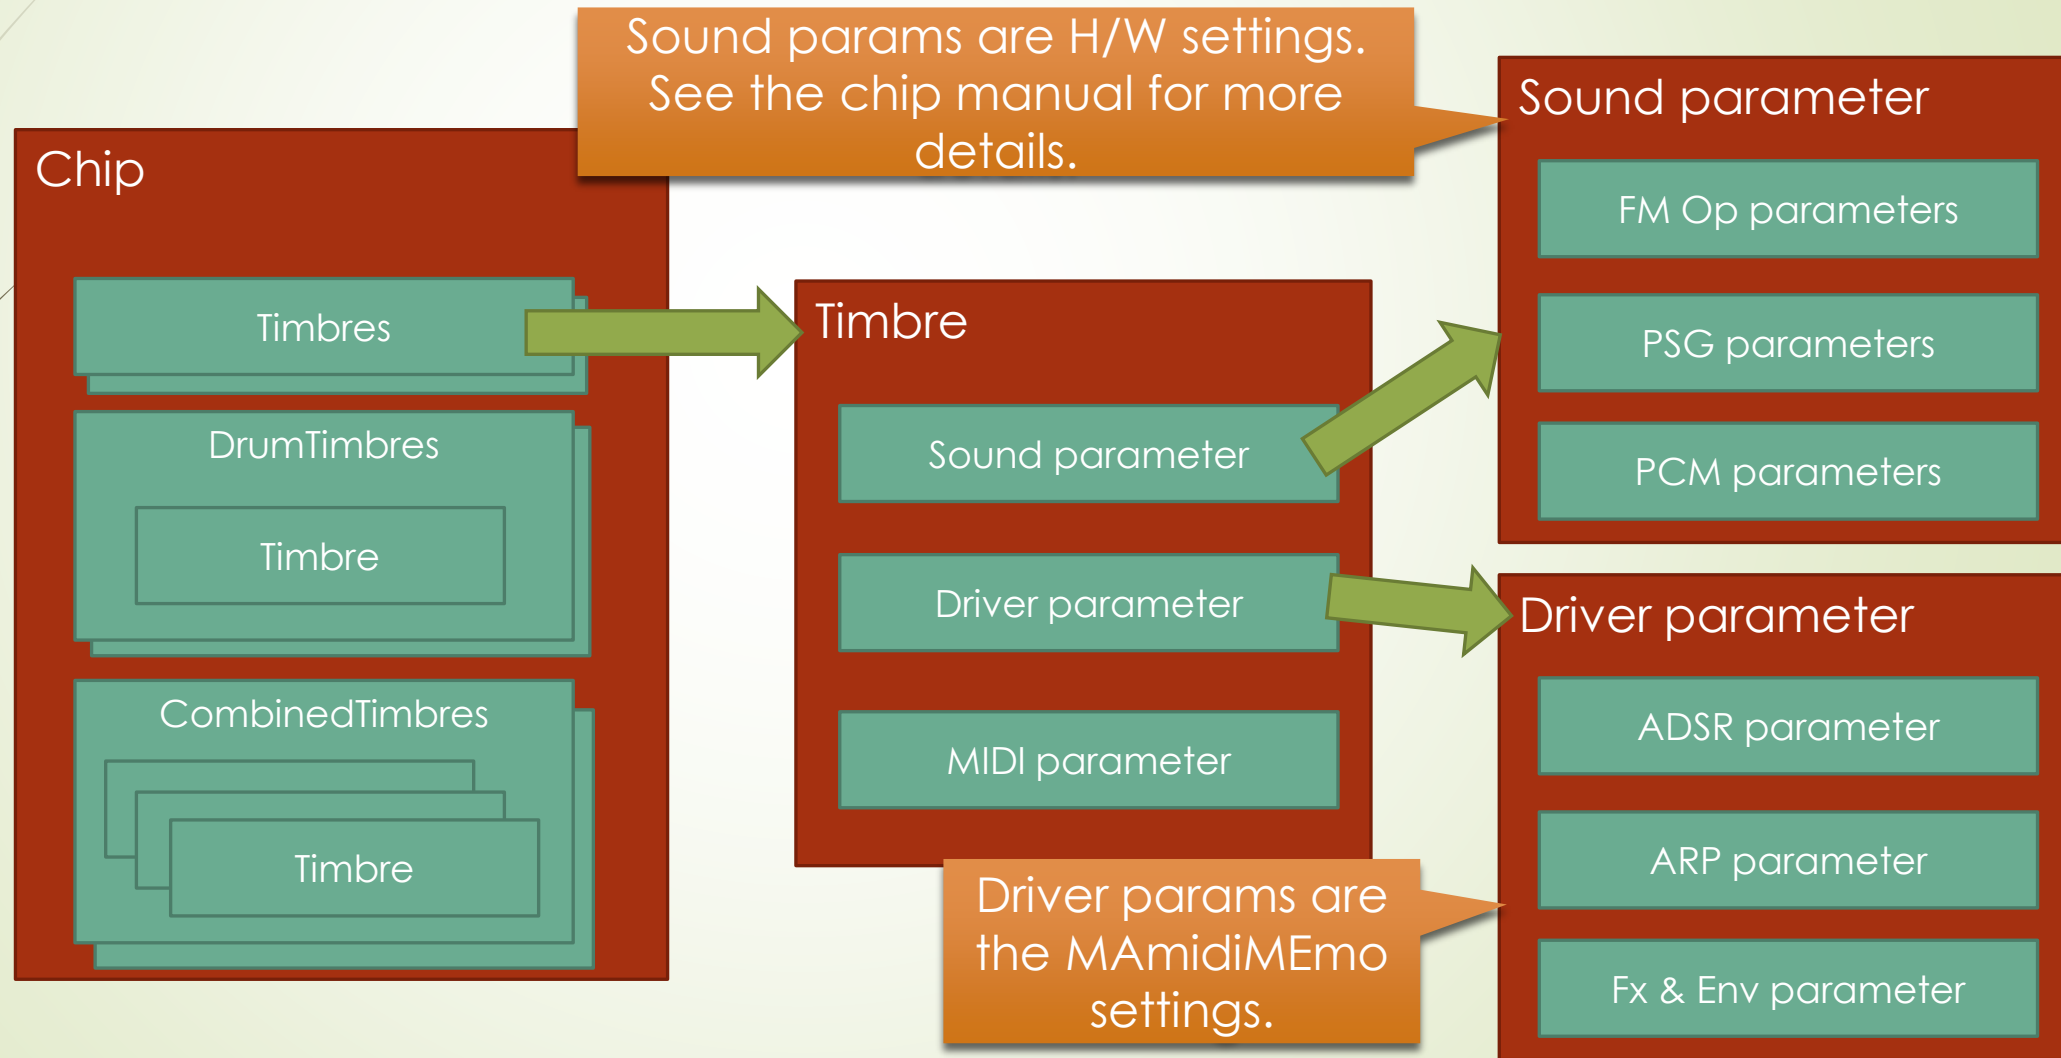 Sound params are H/W settings.
See the chip manual for more
details.
Chip
Timbres
DrumTimbres
Timbre
CombinedTimbres
Timbre
Timbre
Sound parameter
Driver parameter
MIDI parameter
Driver params are
the MAmidiMEmo
settings.
Sound parameter
FM Op parameters
PSG parameters
PCM parameters
Driver parameter
ADSR parameter
ARP parameter
Fx & Env parameter